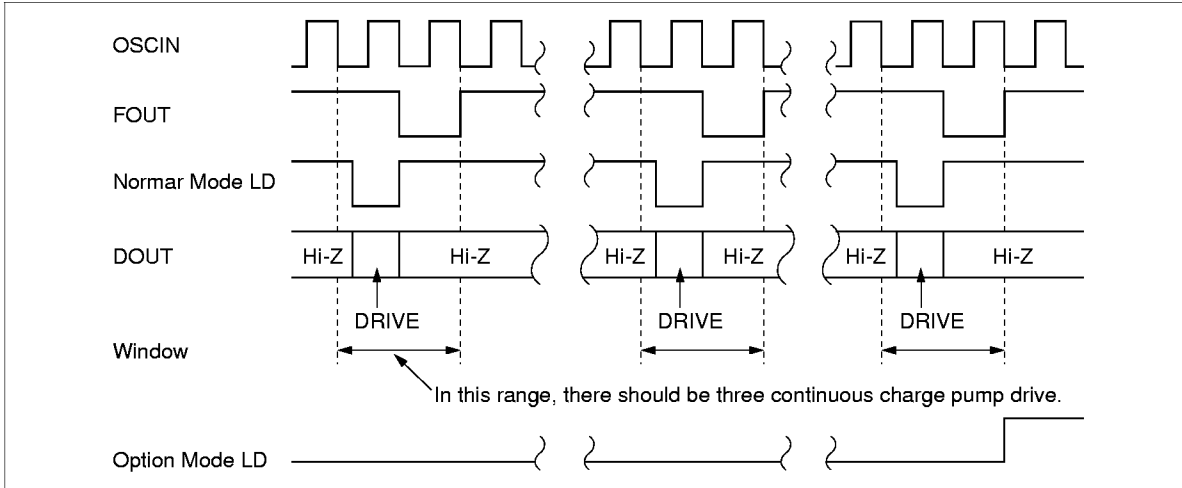 OSCIN
FOUT
Normar Mode LD
DOUT
Hi-Z Hi-Z Hi-Z Hi-Z Hi-Z Hi-Z
DRIVE DRIVE DRIVE
Window
In this range, there should be three continuous charge pump drive.
Option Mode LD